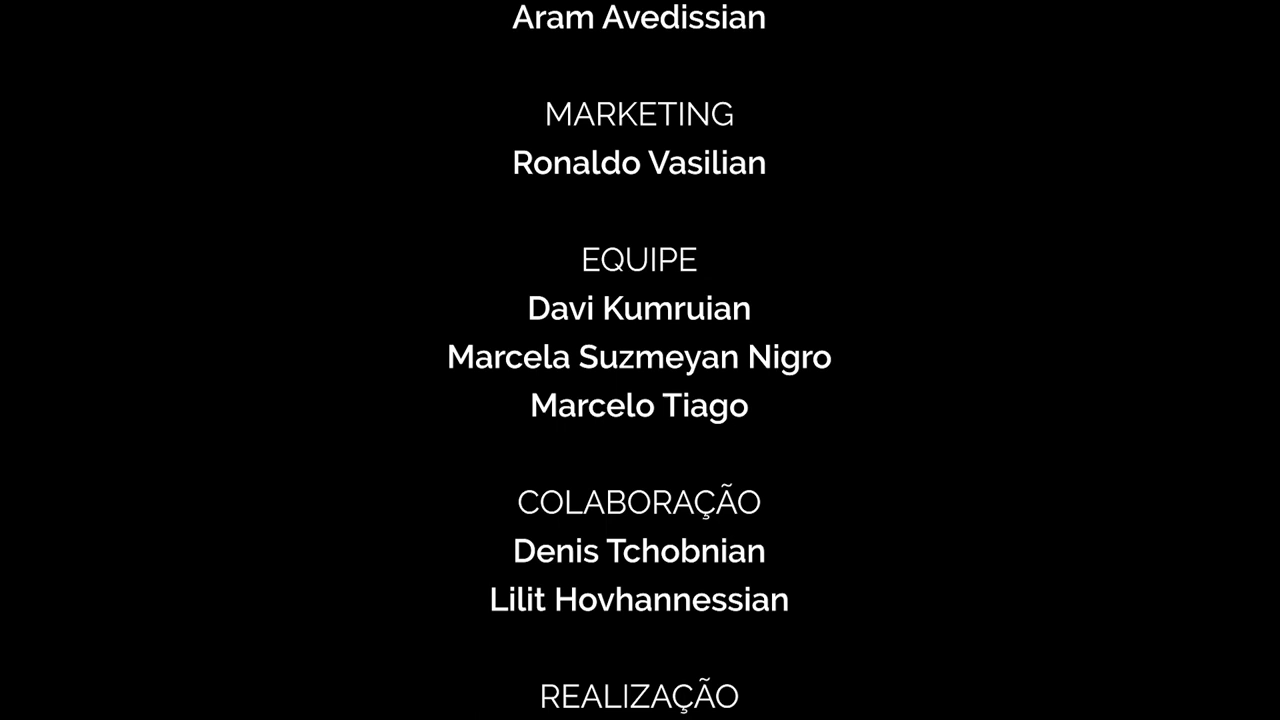 Aram Avedissian
MARKETING
Ronaldo Vasilian
EQUIPE
Davi Kumruian
Marcela Suzmeyan Nigro
Marcelo Tiago
COLABORAÇÃO
Denis Tchobnian
Lilit Hovhannessian
REALIZAÇÃO